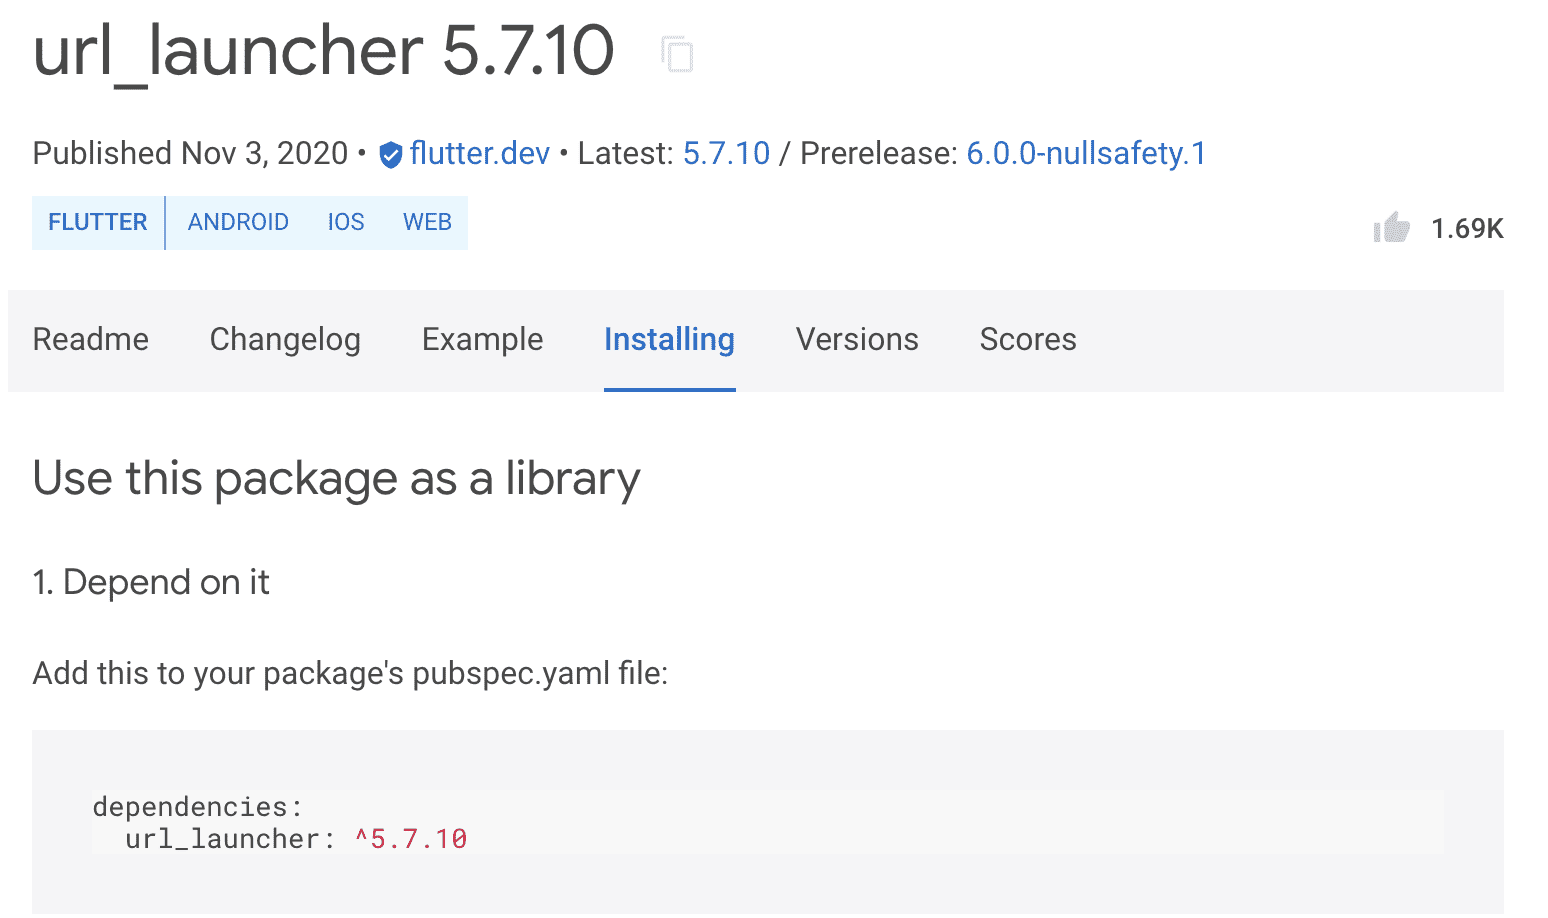 url_launcher 5.7.10
Published Nov 3, 2020 • flutter.dev • Latest: 5.7.10 / Prerelease: 6.0.0-nullsafety.1
FLUTTER ANDROID IOS WEB
1.69K
Readme Changelog Example Installing Versions Scores
Use this package as a library
1. Depend on it
Add this to your package's pubspec.yaml file:
dependencies:
  url_launcher: ^5.7.10